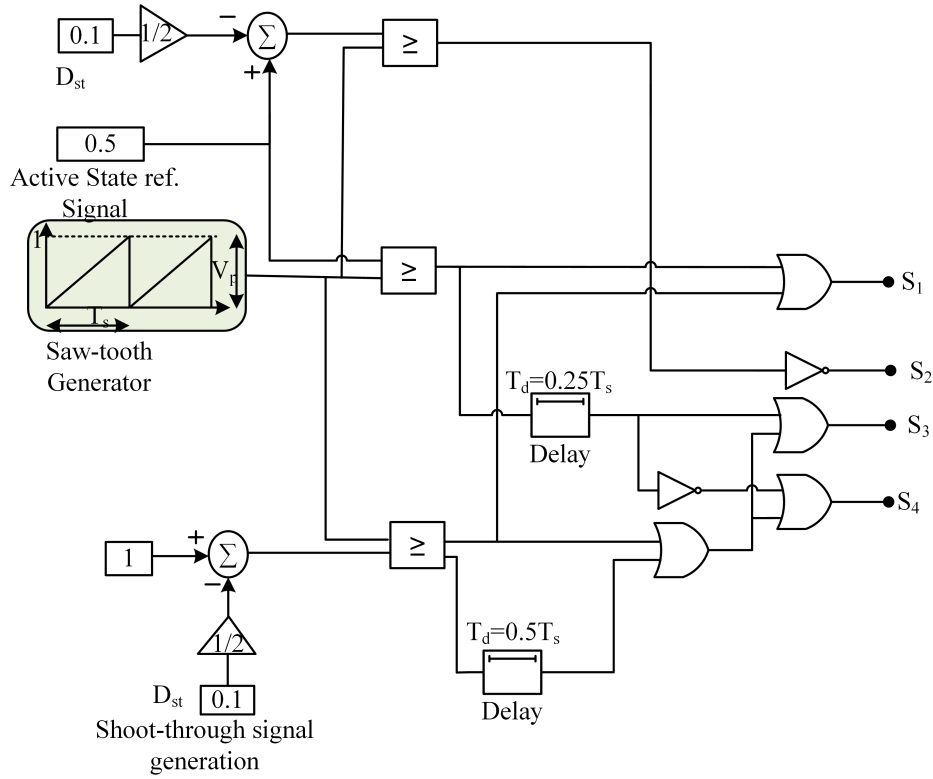 0.1
1/2
−
Σ
≥
D_st
+
0.5
Active State ref.
Signal
1
V_p
T_s
Saw-tooth
Generator
≥
S_1
S_2
T_d=0.25T_s
Delay
S_3
S_4
1
+
Σ
−
≥
1/2
T_d=0.5T_s
Delay
D_st
0.1
Shoot-through signal
generation